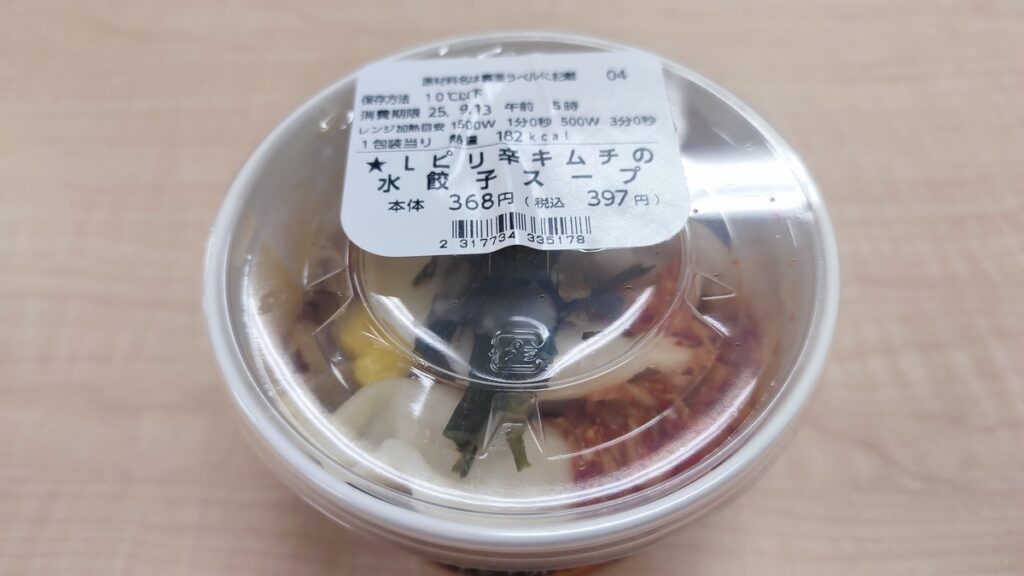 原材料名は裏面ラベルに記載 04
保存方法 10℃以下
消費期限 25. 9.13 午前 5時
レンジ加熱目安 1500W 1分0秒 500W 3分0秒
1包装当り 熱量 182kcal
★Lピリ辛キムチの
水餃子スープ
本体 368円(税込 397円)
2 317734 335178
プラ